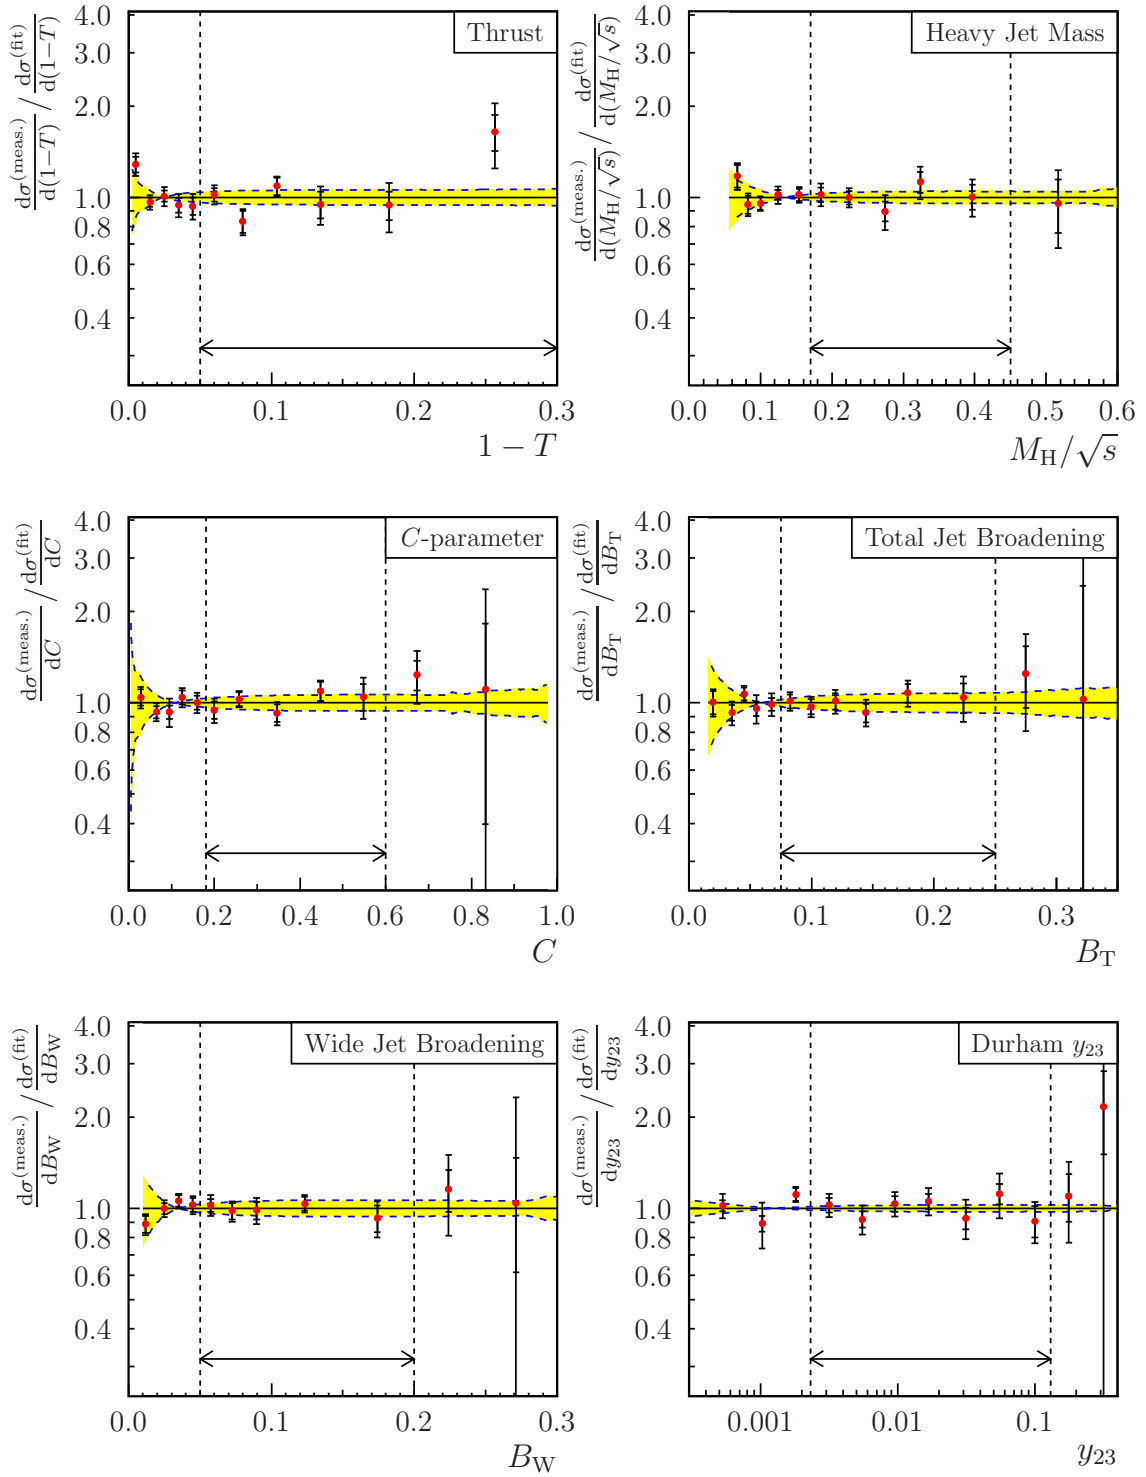 Thrust
dσ(meas.)/d(1−T) / dσ(fit)/d(1−T)
4.0
3.0
2.0
1.0
0.8
0.6
0.4
0.0 0.1 0.2 0.3
1 − T
Heavy Jet Mass
dσ(meas.)/d(M_H/√s) / dσ(fit)/d(M_H/√s)
4.0
3.0
2.0
1.0
0.8
0.6
0.4
0.0 0.1 0.2 0.3 0.4 0.5 0.6
M_H/√s
C-parameter
dσ(meas.)/dC / dσ(fit)/dC
4.0
3.0
2.0
1.0
0.8
0.6
0.4
0.0 0.2 0.4 0.6 0.8 1.0
C
Total Jet Broadening
dσ(meas.)/dB_T / dσ(fit)/dB_T
4.0
3.0
2.0
1.0
0.8
0.6
0.4
0.0 0.1 0.2 0.3
B_T
Wide Jet Broadening
dσ(meas.)/dB_W / dσ(fit)/dB_W
4.0
3.0
2.0
1.0
0.8
0.6
0.4
0.0 0.1 0.2 0.3
B_W
Durham y23
dσ(meas.)/dy23 / dσ(fit)/dy23
4.0
3.0
2.0
1.0
0.8
0.6
0.4
0.001 0.01 0.1
y23